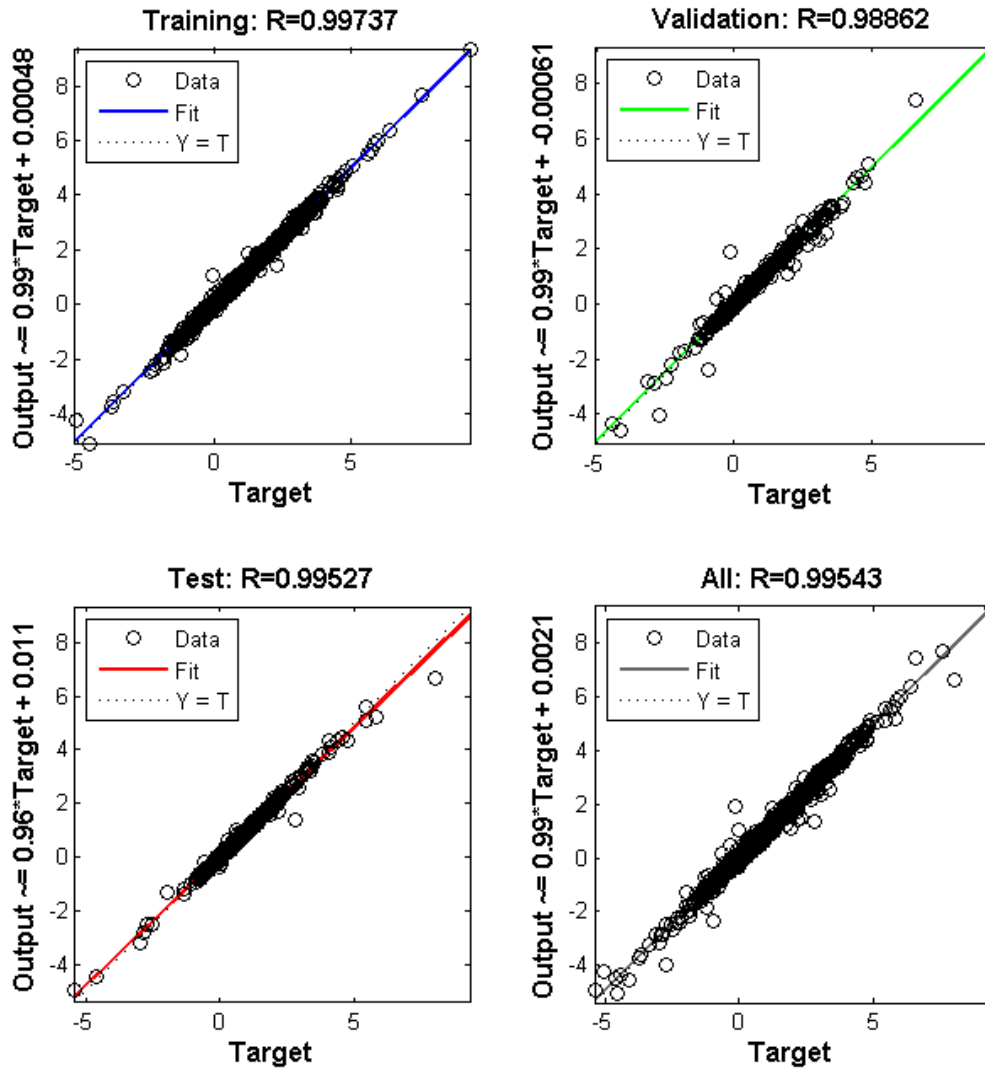 Training: R=0.99737
Output ~= 0.99*Target + 0.00048
8
6
4
2
0
-2
-4
Data
Fit
Y = T
-5
0
5
Target
Validation: R=0.98862
Output ~= 0.99*Target + -0.00061
8
6
4
2
0
-2
-4
Data
Fit
Y = T
-5
0
5
Target
Test: R=0.99527
Output ~= 0.96*Target + 0.011
8
6
4
2
0
-2
-4
Data
Fit
Y = T
-5
0
5
Target
All: R=0.99543
Output ~= 0.99*Target + 0.0021
8
6
4
2
0
-2
-4
Data
Fit
Y = T
-5
0
5
Target